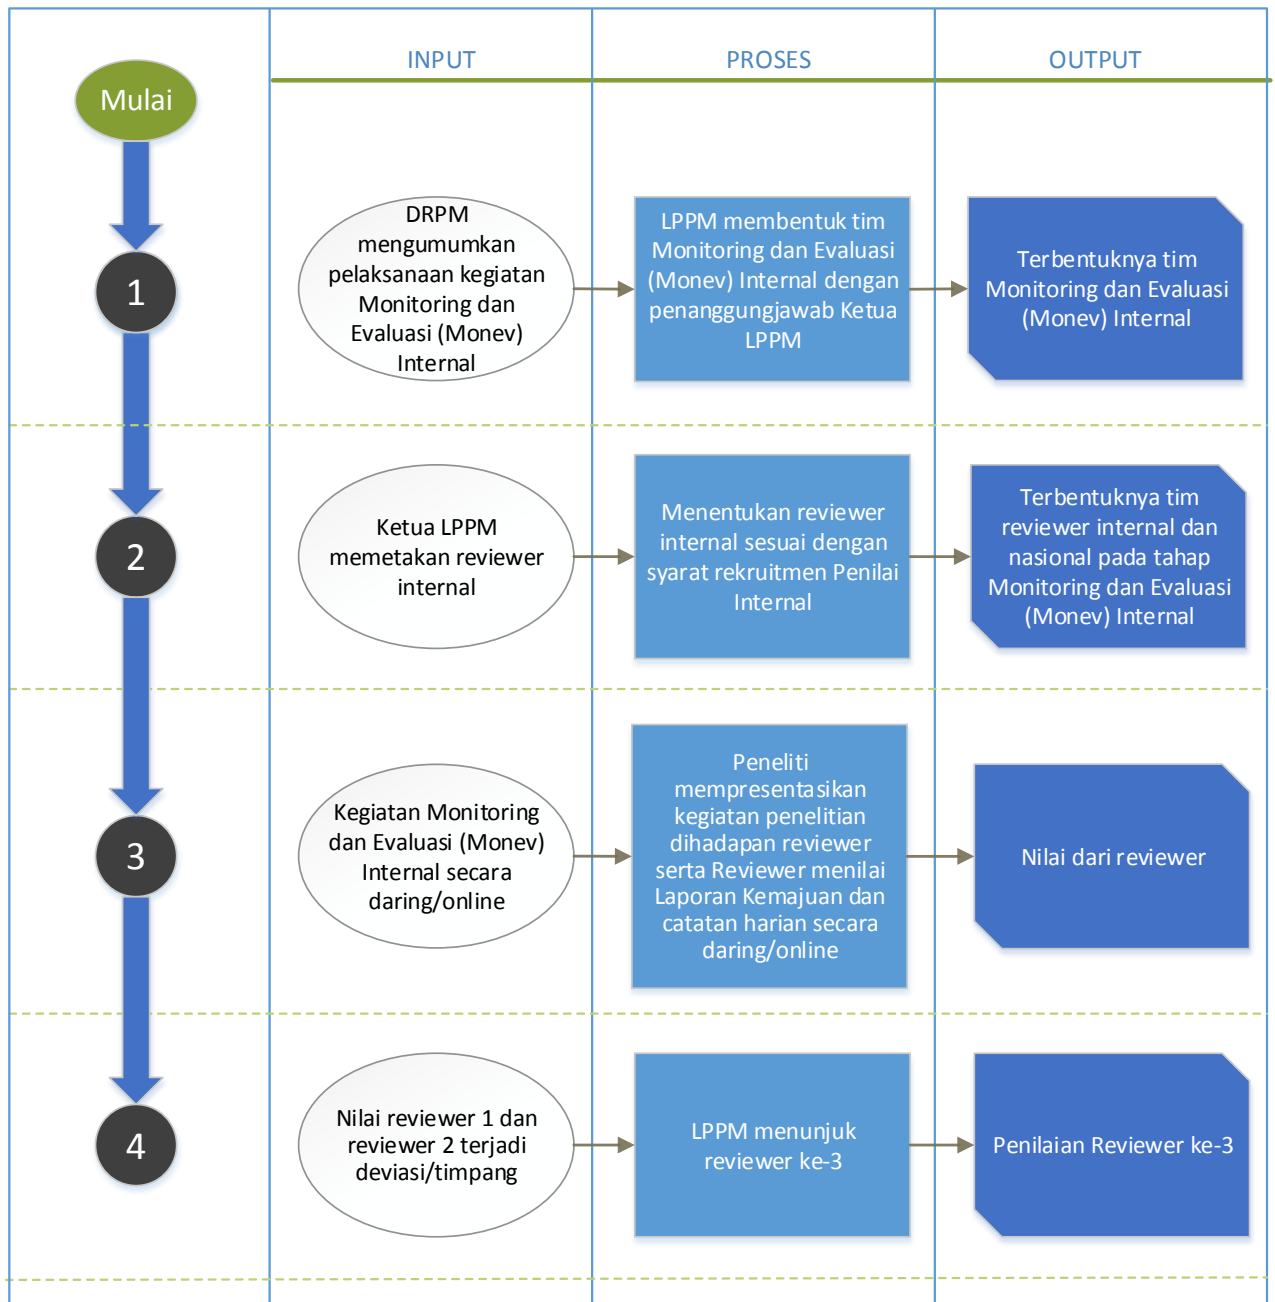 INPUT
PROSES
OUTPUT
Mulai
1
DRPM
mengumumkan
pelaksanaan kegiatan
Monitoring dan
Evaluasi (Monev)
Internal
LPPM membentuk tim
Monitoring dan Evaluasi
(Monev) Internal dengan
penanggungjawab Ketua
LPPM
Terbentuknya tim
Monitoring dan Evaluasi
(Monev) Internal
2
Ketua LPPM
memetakan reviewer
internal
Menentukan reviewer
internal sesuai dengan
syarat rekruitmen Penilai
Internal
Terbentuknya tim
reviewer internal dan
nasional pada tahap
Monitoring dan Evaluasi
(Monev) Internal
3
Kegiatan Monitoring
dan Evaluasi (Monev)
Internal secara
daring/online
Peneliti
mempresentasikan
kegiatan penelitian
dihadapan reviewer
serta Reviewer menilai
Laporan Kemajuan dan
catatan harian secara
daring/online
Nilai dari reviewer
4
Nilai reviewer 1 dan
reviewer 2 terjadi
deviasi/timpang
LPPM menunjuk
reviewer ke-3
Penilaian Reviewer ke-3